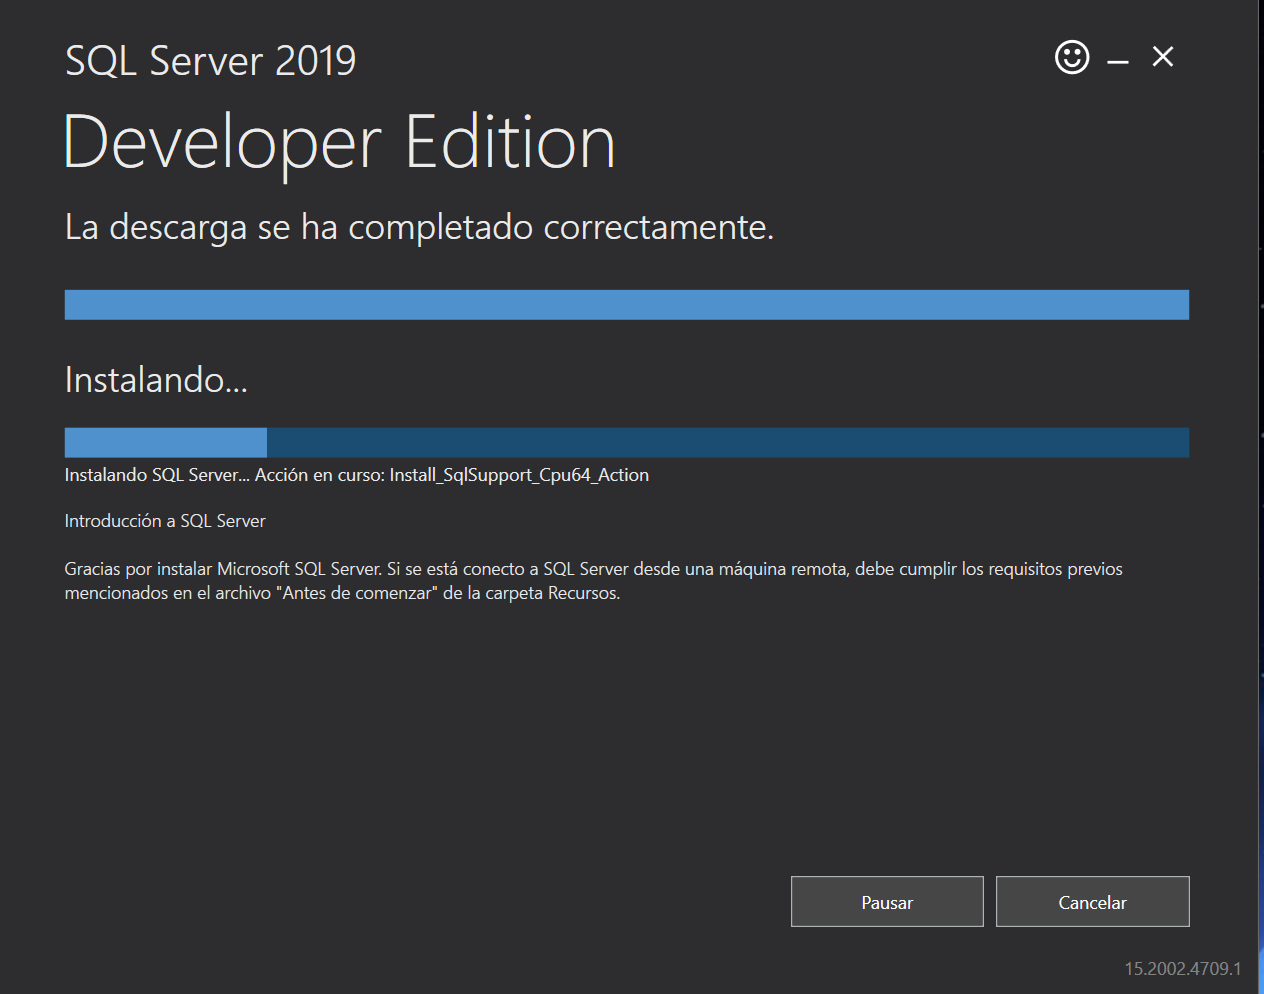 SQL Server 2019
Developer Edition
La descarga se ha completado correctamente.
Instalando...
Instalando SQL Server... Acción en curso: Install_SqlSupport_Cpu64_Action
Introducción a SQL Server
Gracias por instalar Microsoft SQL Server. Si se está conecto a SQL Server desde una máquina remota, debe cumplir los requisitos previos
mencionados en el archivo "Antes de comenzar" de la carpeta Recursos.
Pausar
Cancelar
15.2002.4709.1